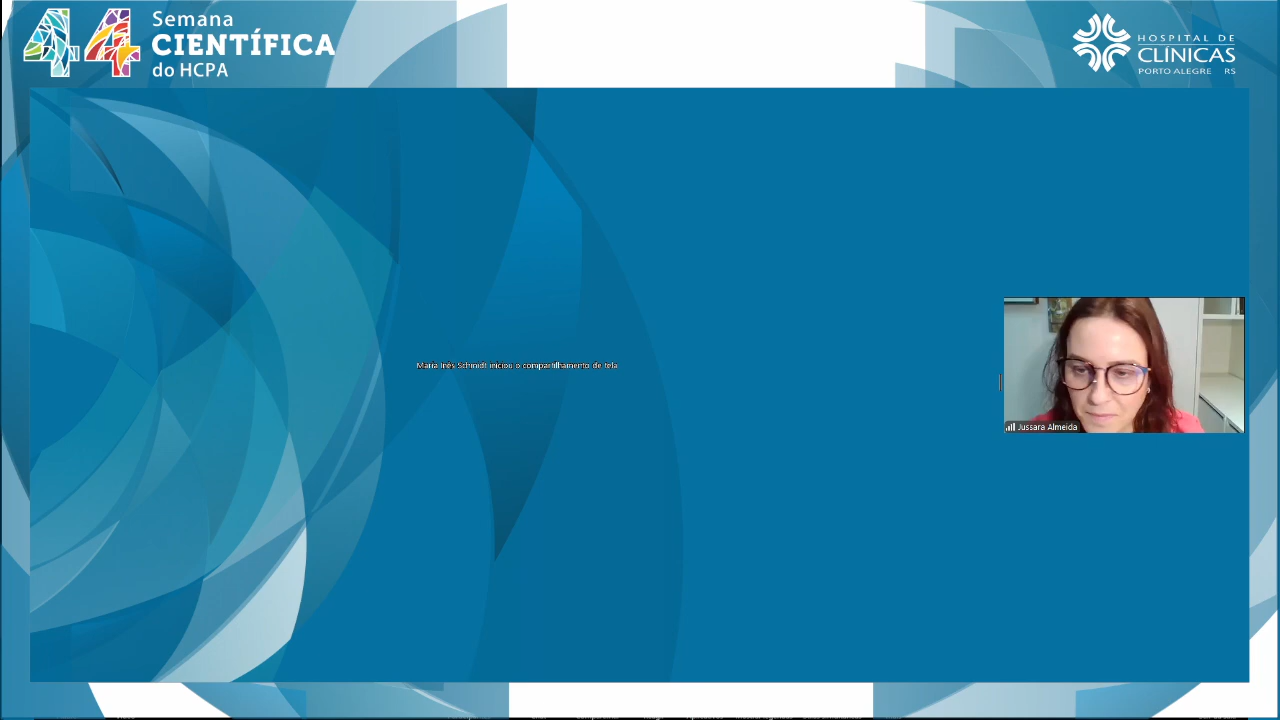 44
Semana
CIENTÍFICA
do HCPA
HOSPITAL DE
CLÍNICAS
PORTO ALEGRE RS
Maria Inês Schmidt iniciou o compartilhamento de tela
Jussara Almeida